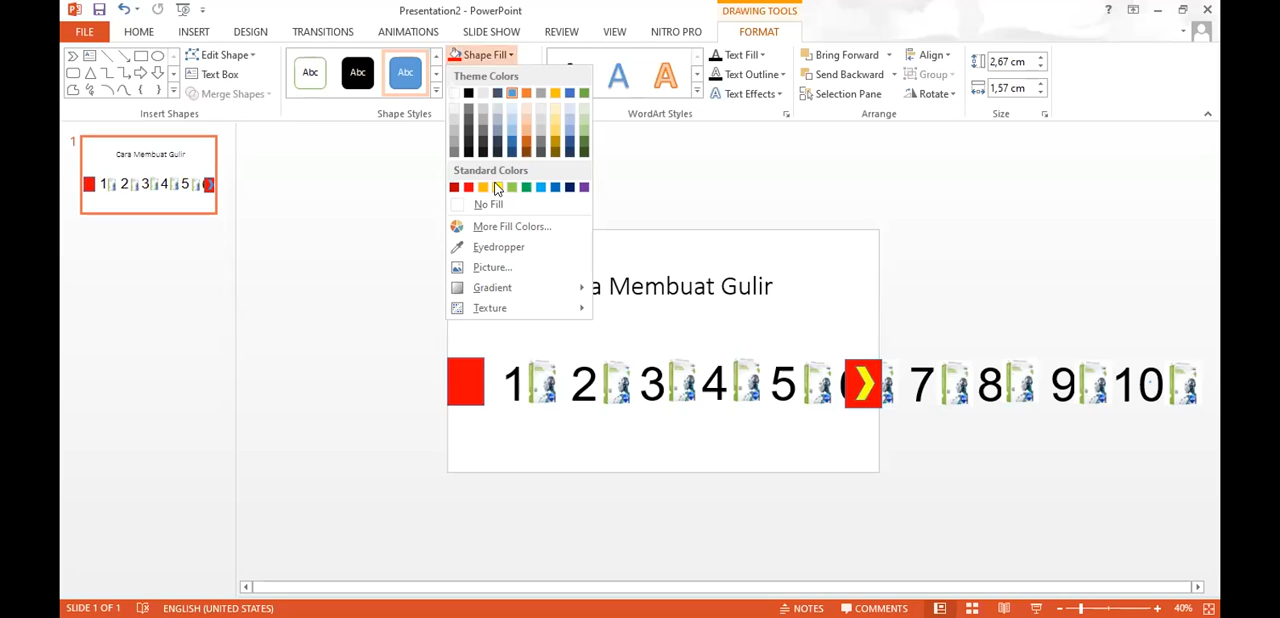 Presentation2 - PowerPoint
DRAWING TOOLS
?
FILE HOME INSERT DESIGN TRANSITIONS ANIMATIONS SLIDE SHOW REVIEW VIEW NITRO PRO FORMAT
Edit Shape
Text Box
Merge Shapes
Insert Shapes
Abc Abc Abc
Shape Styles
Shape Fill
Theme Colors
Standard Colors
No Fill
More Fill Colors...
Eyedropper
Picture...
Gradient
Texture
A A
Text Fill
Text Outline
Text Effects
WordArt Styles
Bring Forward
Send Backward
Selection Pane
Align
Group
Rotate
Arrange
2,67 cm
1,57 cm
Size
1
Cara Membuat Gulir
1 2 3 4 5
a Membuat Gulir
1 2 3 4 5 7 8 9 10
SLIDE 1 OF 1 ENGLISH (UNITED STATES) NOTES COMMENTS 40%